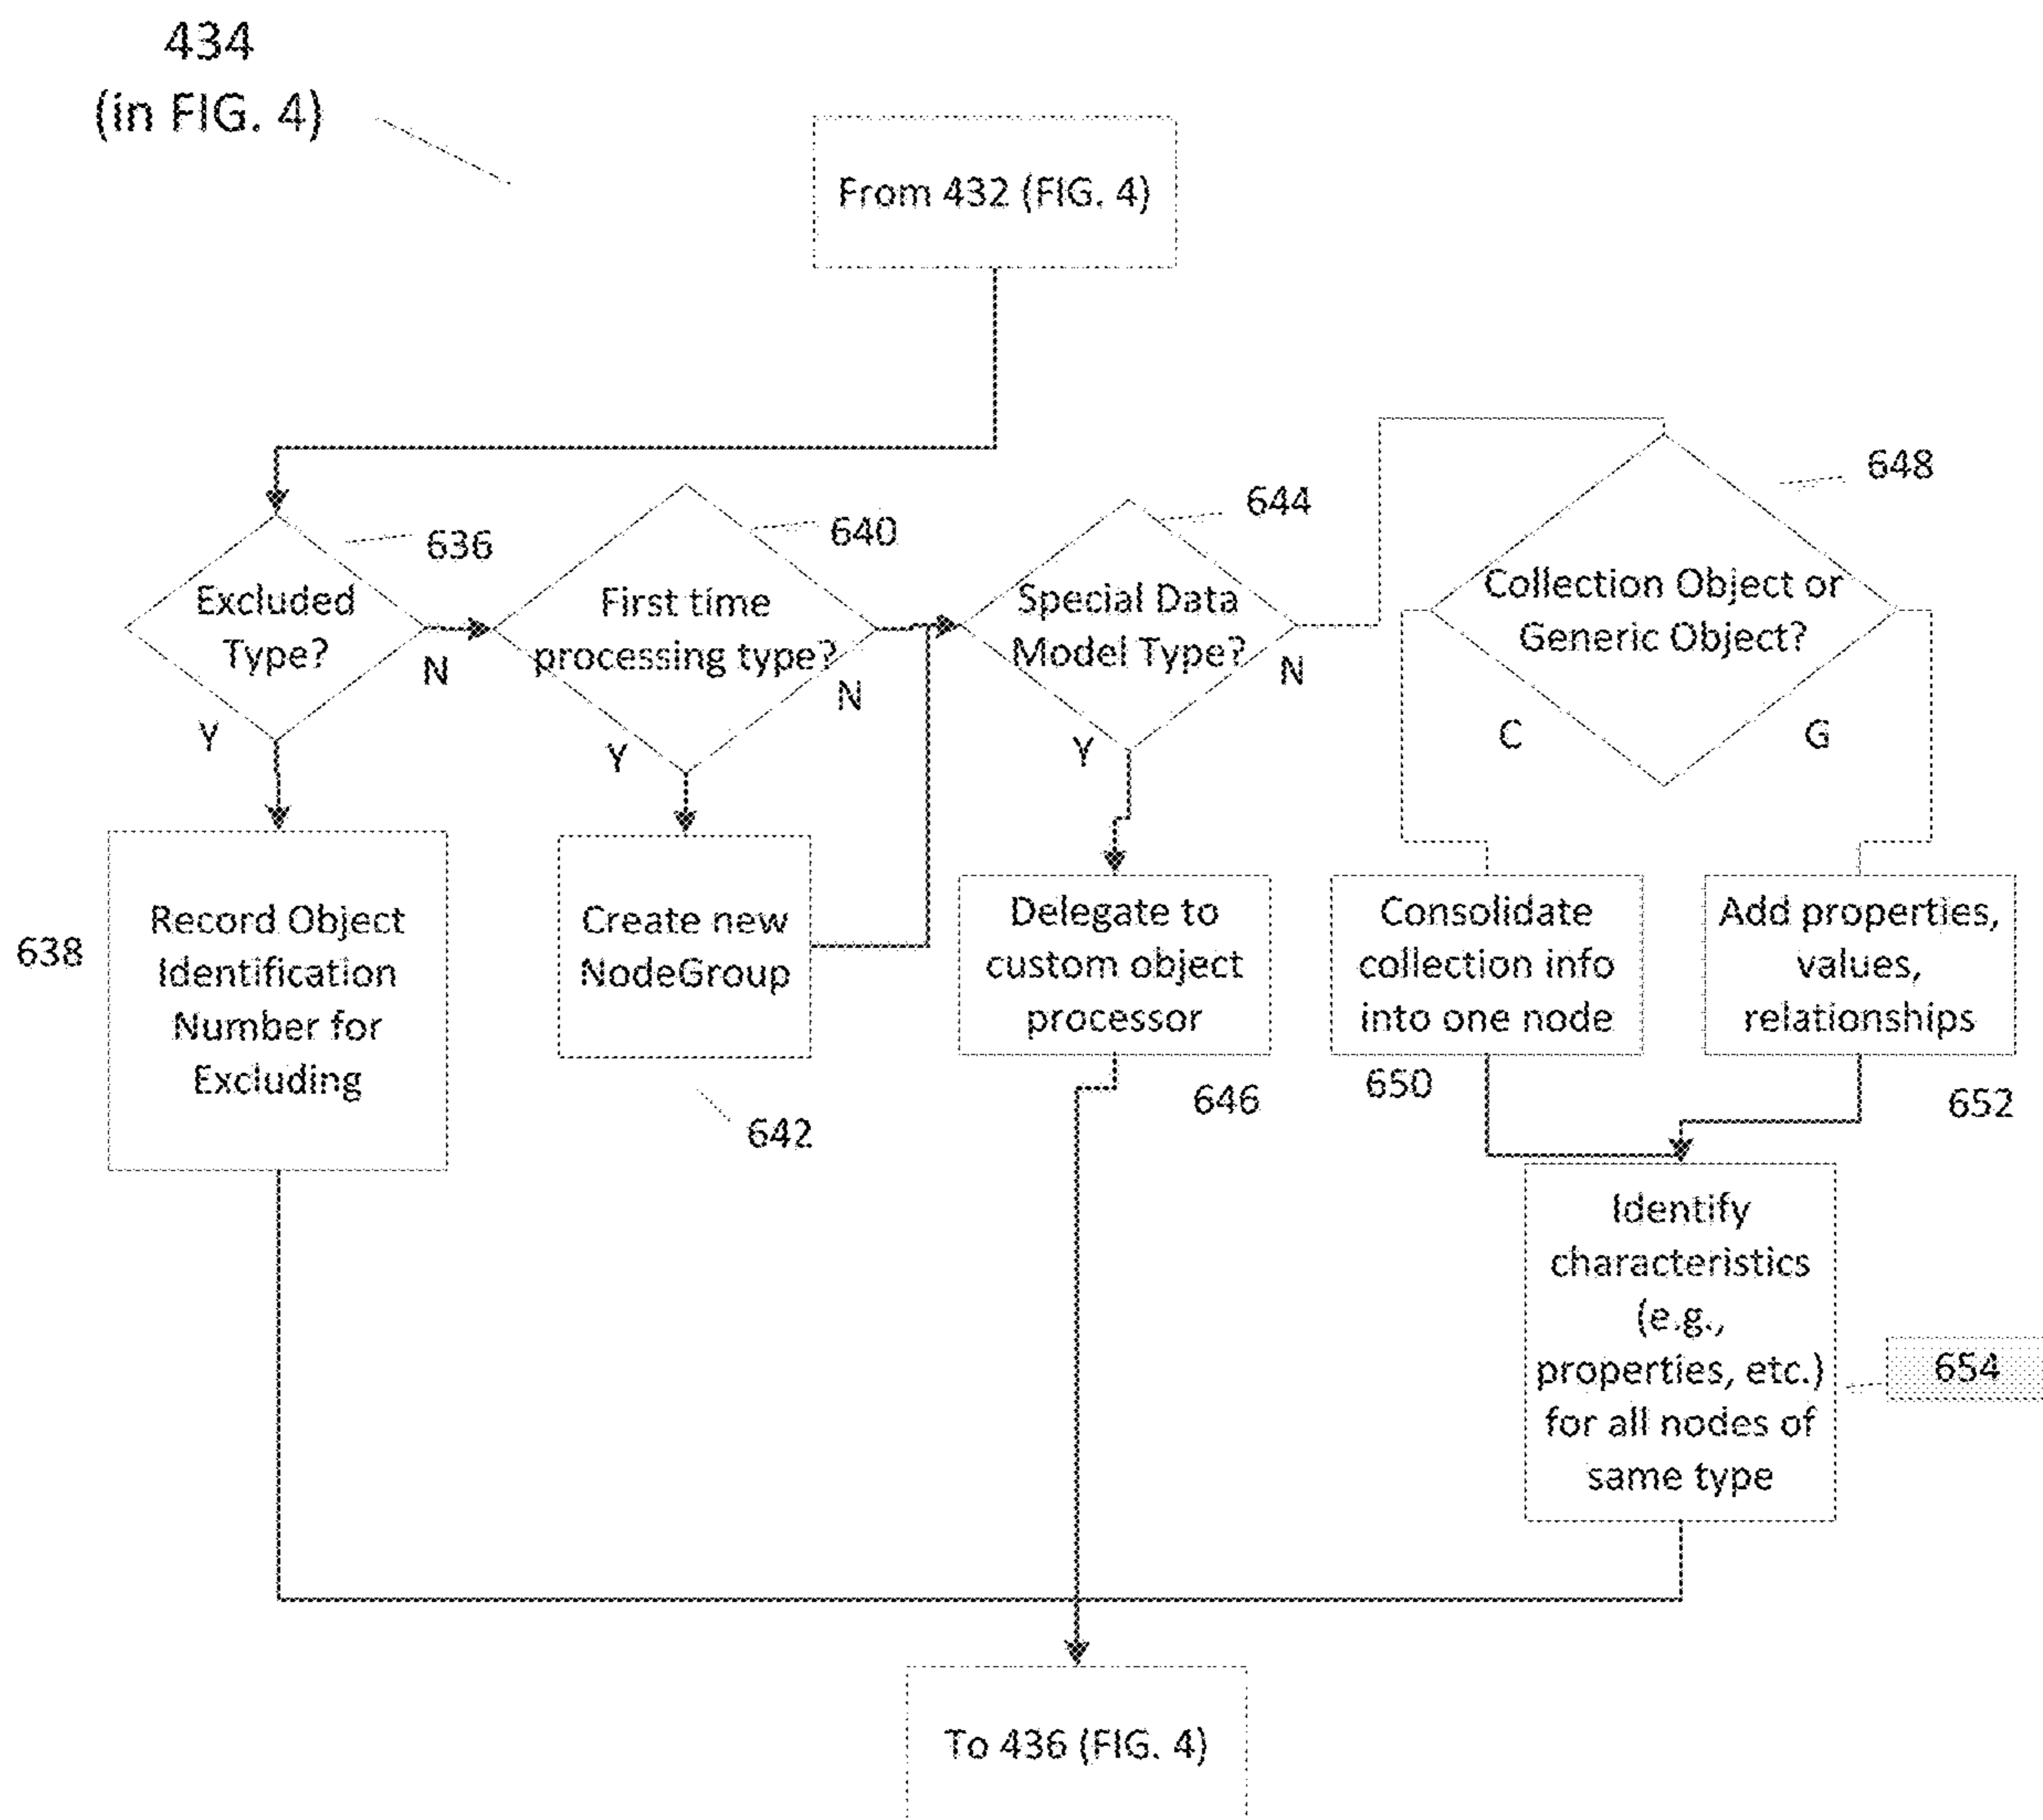 434
(in FIG. 4)
From 432 (FIG. 4)
636
Excluded
Type?
N
Y
640
First time
processing type?
N
Y
644
Special Data
Model Type?
N
Y
648
Collection Object or
Generic Object?
C
G
638
Record Object
Identification
Number for
Excluding
Create new
NodeGroup
642
Delegate to
custom object
processor
646
Consolidate
collection info
into one node
650
Add properties,
values,
relationships
652
Identify
characteristics
(e.g.,
properties, etc.)
for all nodes of
same type
654
To 436 (FIG. 4)